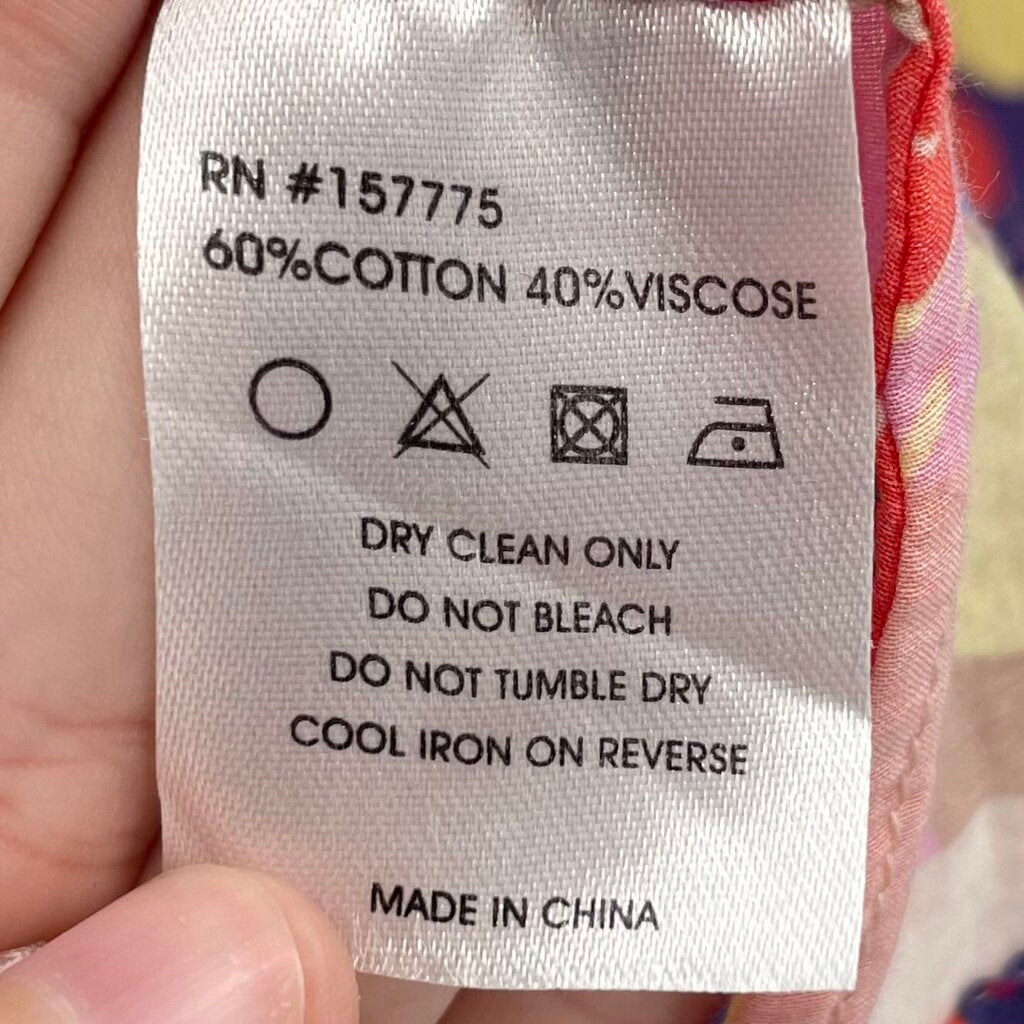 RN #157775
60%COTTON 40%VISCOSE
DRY CLEAN ONLY
DO NOT BLEACH
DO NOT TUMBLE DRY
COOL IRON ON REVERSE
MADE IN CHINA